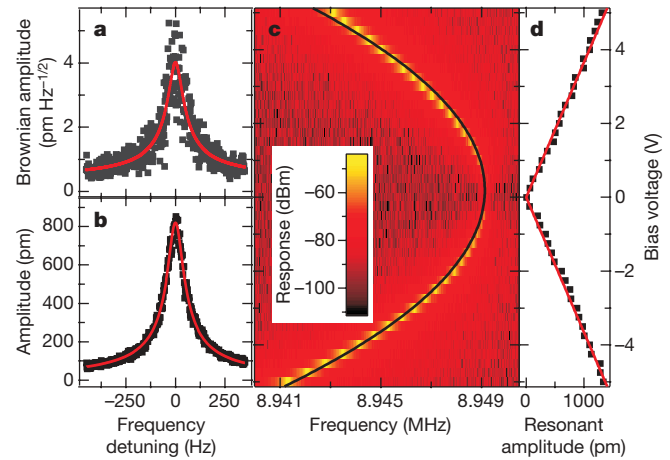 a
Brownian amplitude
(pm Hz–1/2)
4
2
0
b
Amplitude (pm)
800
600
400
200
0
–250
0
250
Frequency
detuning (Hz)
c
Response (dBm)
–60
–80
–100
8.941
8.945
8.949
Frequency (MHz)
d
4
2
0
–2
–4
Bias voltage (V)
0
1000
Resonant
amplitude (pm)